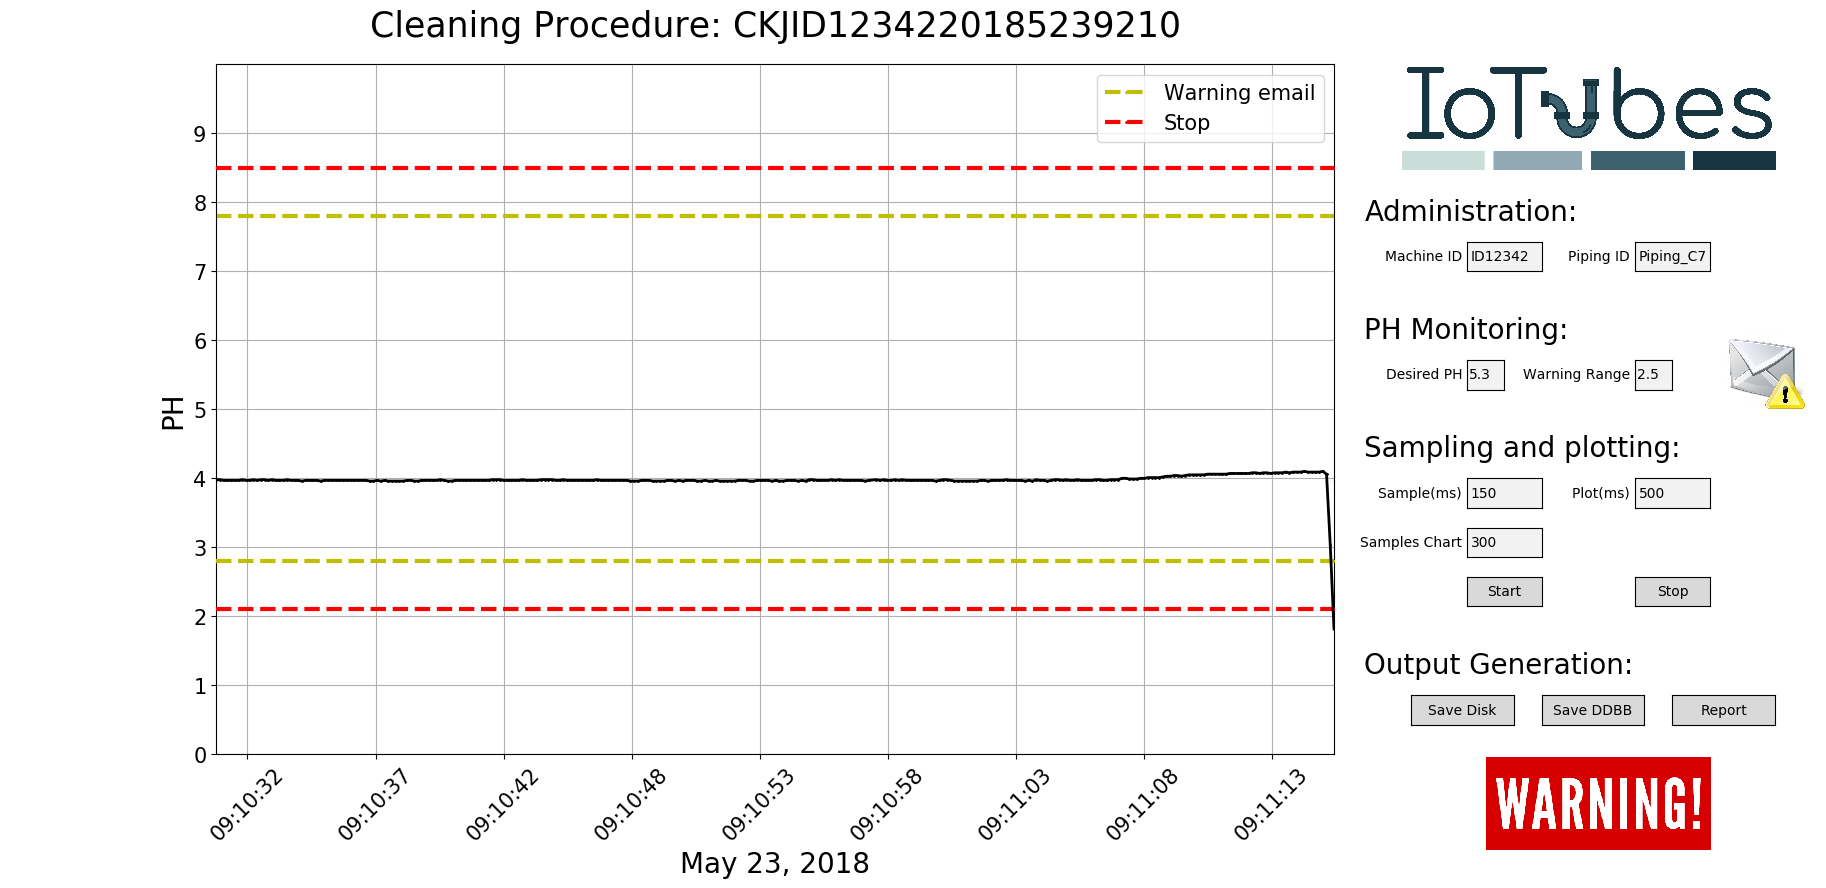 Cleaning Procedure: CKJID1234220185239210
Warning email
Stop
PH
9
8
7
6
5
4
3
2
1
0
09:10:32
09:10:37
09:10:42
09:10:48
09:10:53
09:10:58
09:11:03
09:11:08
09:11:13
May 23, 2018
IoTubes
Administration:
Machine ID ID12342 Piping ID Piping_C7
PH Monitoring:
Desired PH 5.3 Warning Range 2.5
Sampling and plotting:
Sample(ms) 150 Plot(ms) 500
Samples Chart 300
Start Stop
Output Generation:
Save Disk Save DDBB Report
WARNING!